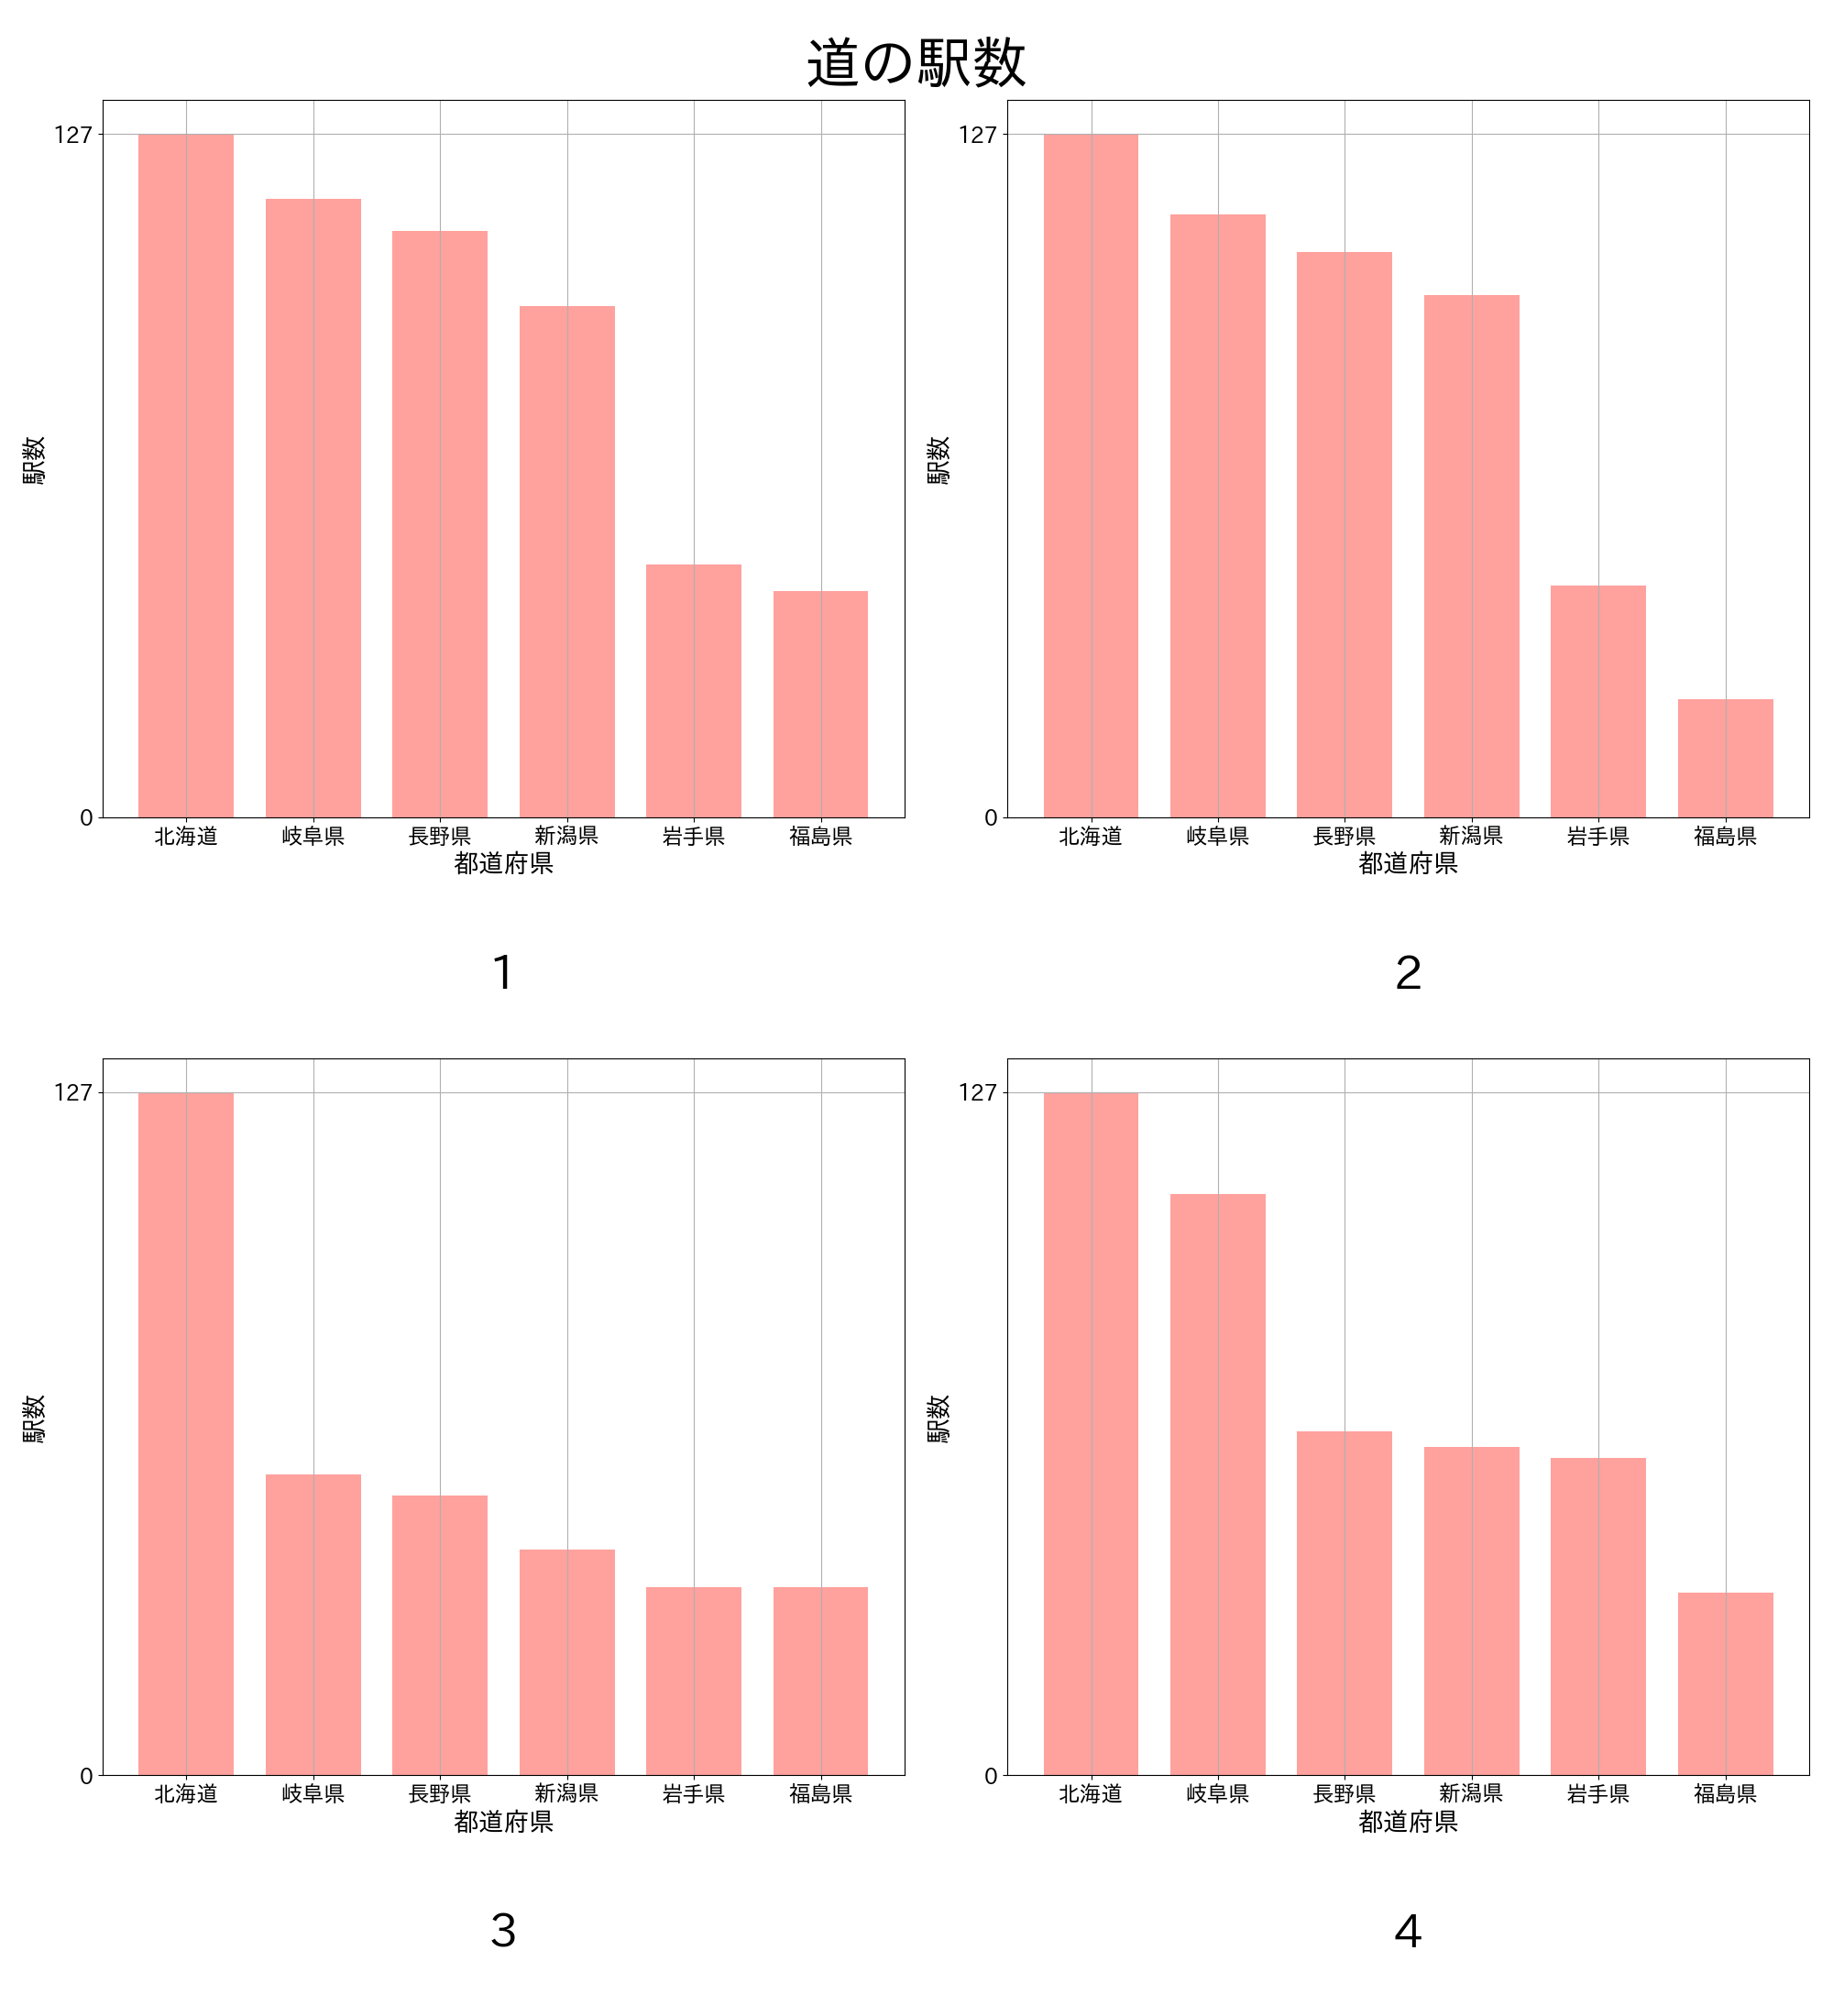 道の駅数
127
0
駅数
北海道 岐阜県 長野県 新潟県 岩手県 福島県
都道府県
1
127
0
駅数
北海道 岐阜県 長野県 新潟県 岩手県 福島県
都道府県
2
127
0
駅数
北海道 岐阜県 長野県 新潟県 岩手県 福島県
都道府県
3
127
0
駅数
北海道 岐阜県 長野県 新潟県 岩手県 福島県
都道府県
4